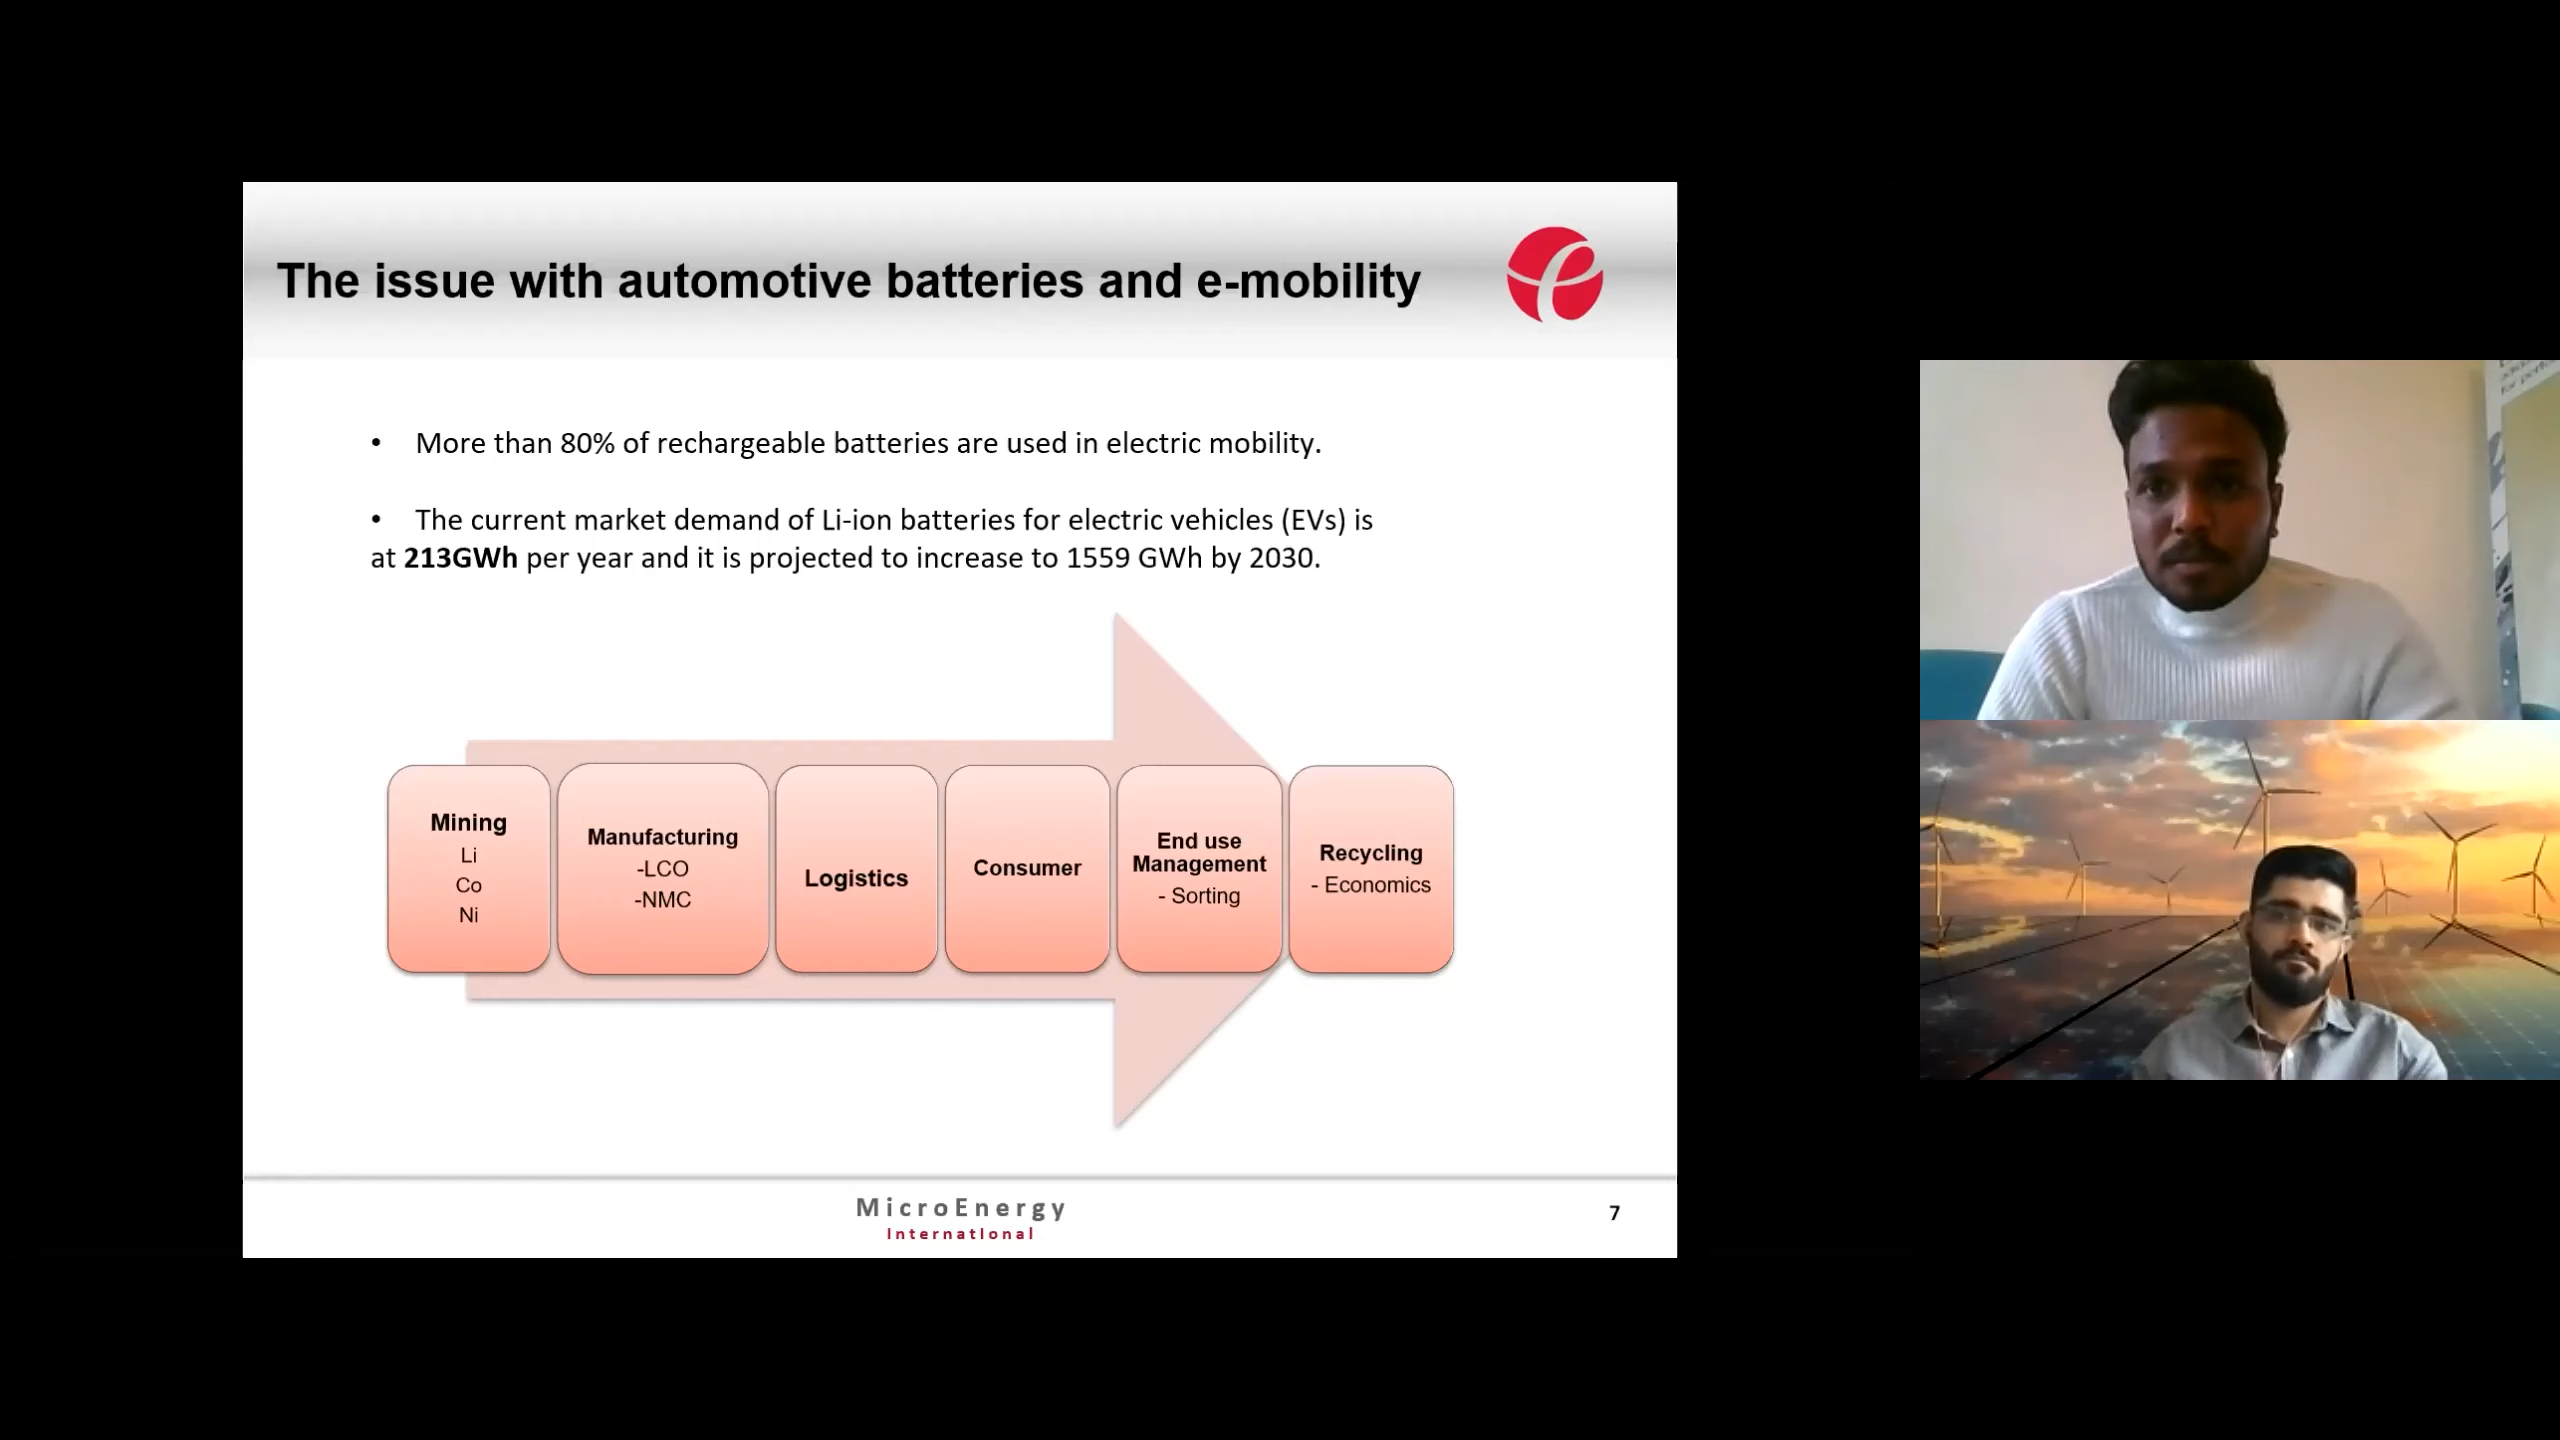 The issue with automotive batteries and e-mobility
• More than 80% of rechargeable batteries are used in electric mobility.
• The current market demand of Li-ion batteries for electric vehicles (EVs) is
at 213GWh per year and it is projected to increase to 1559 GWh by 2030.
Mining
Li
Co
Ni
Manufacturing
-LCO
-NMC
Logistics
Consumer
End use
Management
- Sorting
Recycling
- Economics
MicroEnergy
International
7